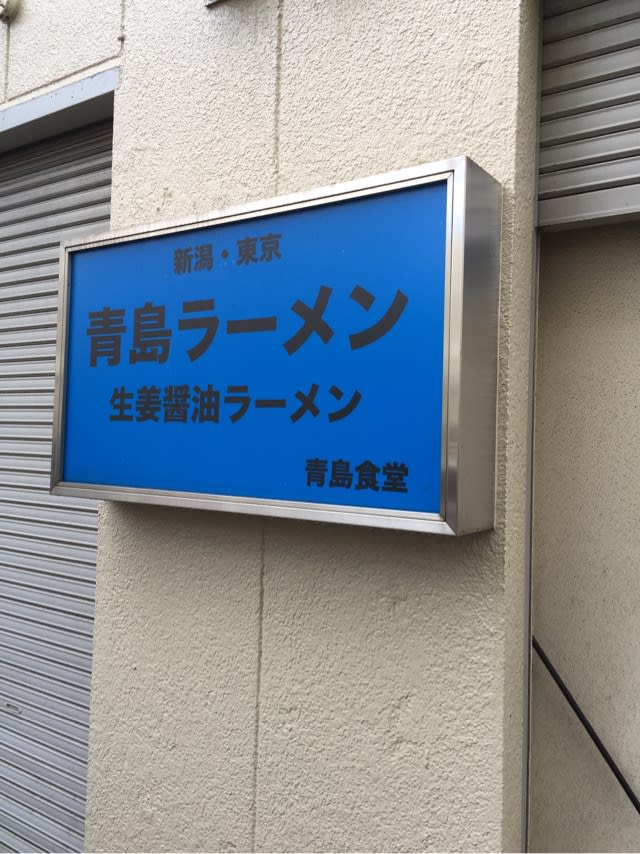 新潟・東京
青島ラーメン
生姜醤油ラーメン
青島食堂